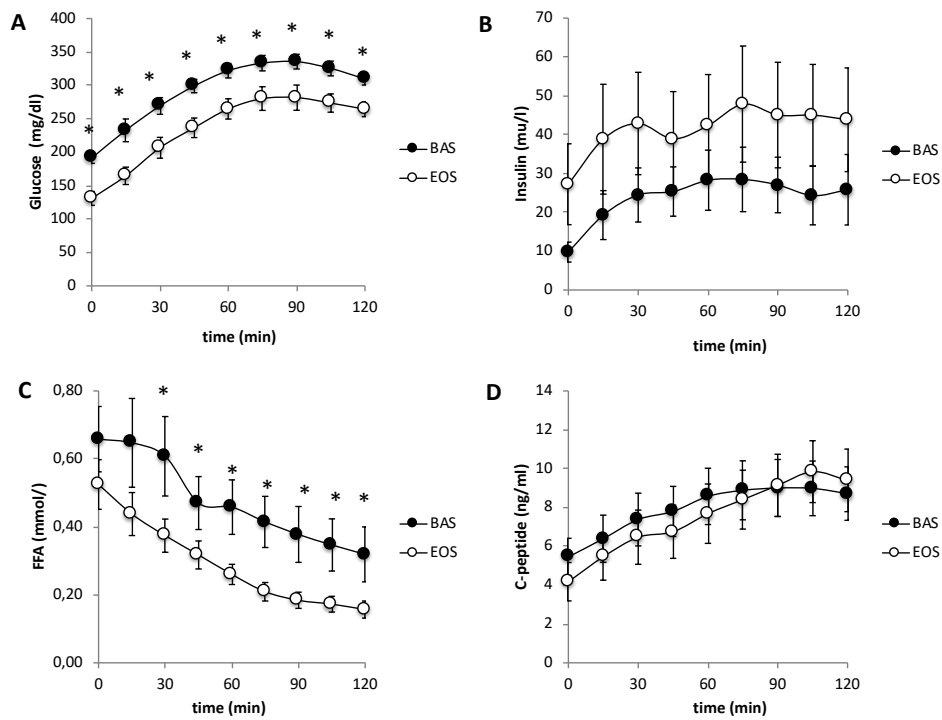 A
400
350
300
250
200
150
100
50
0
Glucose (mg/dl)
* * * * * * * * *
0 30 60 90 120
time (min)
BAS
EOS
B
70
60
50
40
30
20
10
0
Insulin (mu/l)
0 30 60 90 120
time (min)
BAS
EOS
C
0,80
0,60
0,40
0,20
0,00
FFA (mmol/)
* * * * * * *
0 30 60 90 120
time (min)
BAS
EOS
D
14
12
10
8
6
4
2
0
C-peptide (ng/ml)
0 30 60 90 120
time (min)
BAS
EOS